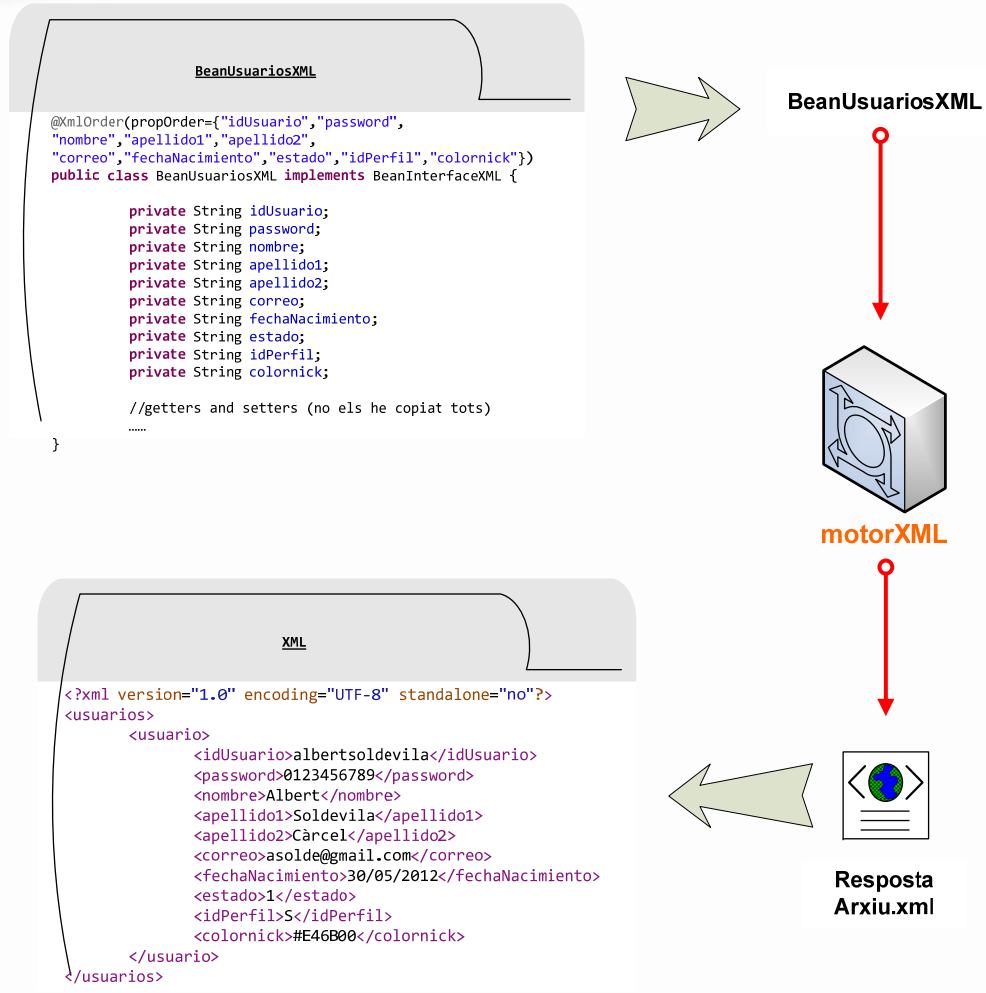 BeanUsuariosXML
@XmlOrder(propOrder={"idUsuario","password",
"nombre","apellido1","apellido2",
"correo","fechaNacimiento","estado","idPerfil","colornick"})
public class BeanUsuariosXML implements BeanInterfaceXML {
private String idUsuario;
private String password;
private String nombre;
private String apellido1;
private String apellido2;
private String correo;
private String fechaNacimiento;
private String estado;
private String idPerfil;
private String colornick;
//getters and setters (no els he copiat tots)
……
}
BeanUsuariosXML
motorXML
Resposta
Arxiu.xml
XML
<?xml version="1.0" encoding="UTF-8" standalone="no"?>
<usuarios>
<usuario>
<idUsuario>albertsoldevila</idUsuario>
<password>0123456789</password>
<nombre>Albert</nombre>
<apellido1>Soldevila</apellido1>
<apellido2>Càrcel</apellido2>
<correo>asolde@gmail.com</correo>
<fechaNacimiento>30/05/2012</fechaNacimiento>
<estado>1</estado>
<idPerfil>S</idPerfil>
<colornick>#E46B00</colornick>
</usuario>
</usuarios>